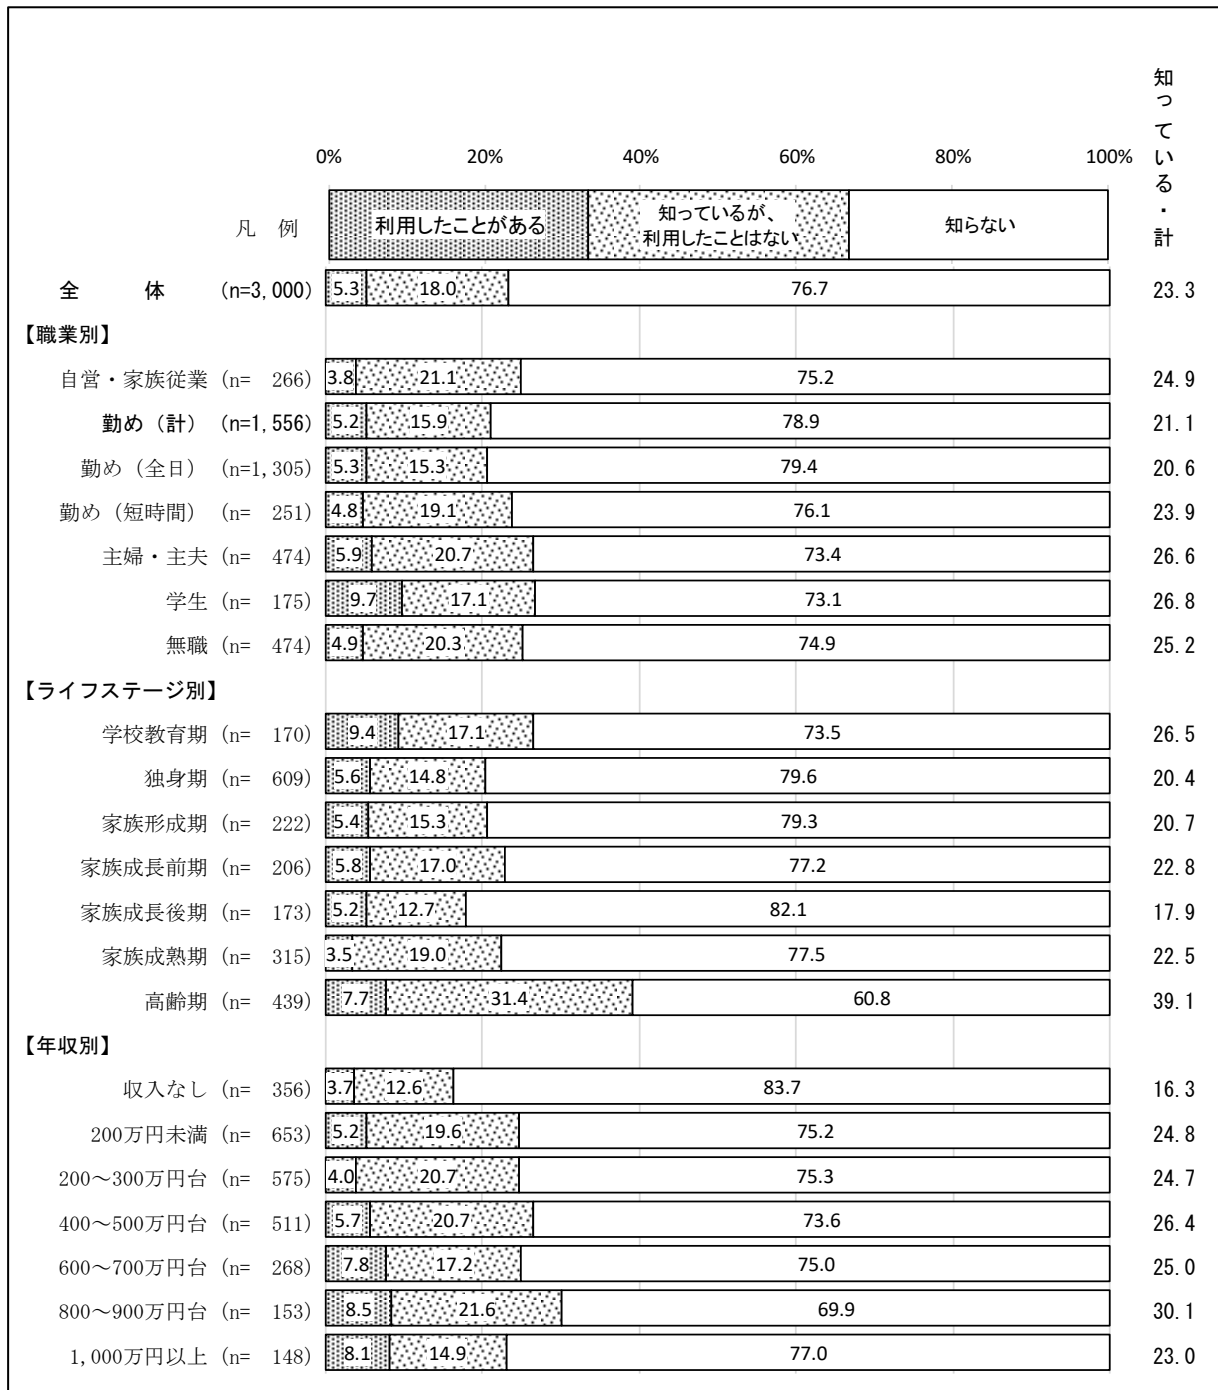 知っている・計
0% 20% 40% 60% 80% 100%
凡 例 利用したことがある 知っているが、利用したことはない 知らない
全 体 (n=3,000) 5.3 18.0 76.7 23.3
【職業別】
自営・家族従業 (n= 266) 3.8 21.1 75.2 24.9
勤め(計) (n=1,556) 5.2 15.9 78.9 21.1
勤め(全日) (n=1,305) 5.3 15.3 79.4 20.6
勤め(短時間) (n= 251) 4.8 19.1 76.1 23.9
主婦・主夫 (n= 474) 5.9 20.7 73.4 26.6
学生 (n= 175) 9.7 17.1 73.1 26.8
無職 (n= 474) 4.9 20.3 74.9 25.2
【ライフステージ別】
学校教育期 (n= 170) 9.4 17.1 73.5 26.5
独身期 (n= 609) 5.6 14.8 79.6 20.4
家族形成期 (n= 222) 5.4 15.3 79.3 20.7
家族成長前期 (n= 206) 5.8 17.0 77.2 22.8
家族成長後期 (n= 173) 5.2 12.7 82.1 17.9
家族成熟期 (n= 315) 3.5 19.0 77.5 22.5
高齢期 (n= 439) 7.7 31.4 60.8 39.1
【年収別】
収入なし (n= 356) 3.7 12.6 83.7 16.3
200万円未満 (n= 653) 5.2 19.6 75.2 24.8
200～300万円台 (n= 575) 4.0 20.7 75.3 24.7
400～500万円台 (n= 511) 5.7 20.7 73.6 26.4
600～700万円台 (n= 268) 7.8 17.2 75.0 25.0
800～900万円台 (n= 153) 8.5 21.6 69.9 30.1
1,000万円以上 (n= 148) 8.1 14.9 77.0 23.0